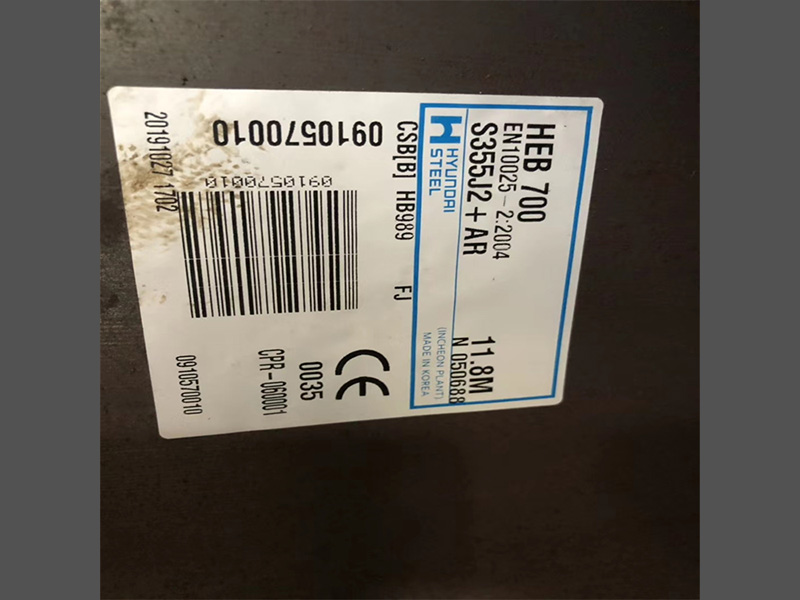 HEB 700
EN10025-2:2004
S355J2+AR
11.8M
N 050688
H HYUNDAI
STEEL
(INCHEON PLANT)
MADE IN KOREA
CSB[B] HB989 FJ
0910570010
0910570010
CE
0035
CPR-060001
20191027 1702
0910570010